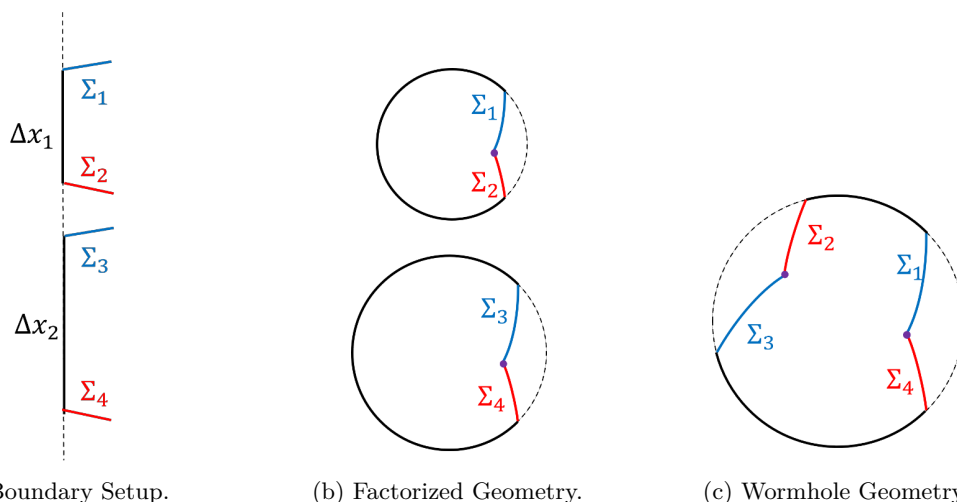 Σ1
Δx1
Σ2
Σ3
Δx2
Σ4
Boundary Setup.
Σ1
Σ2
Σ3
Σ4
(b) Factorized Geometry.
Σ2
Σ1
Σ3
Σ4
(c) Wormhole Geometry